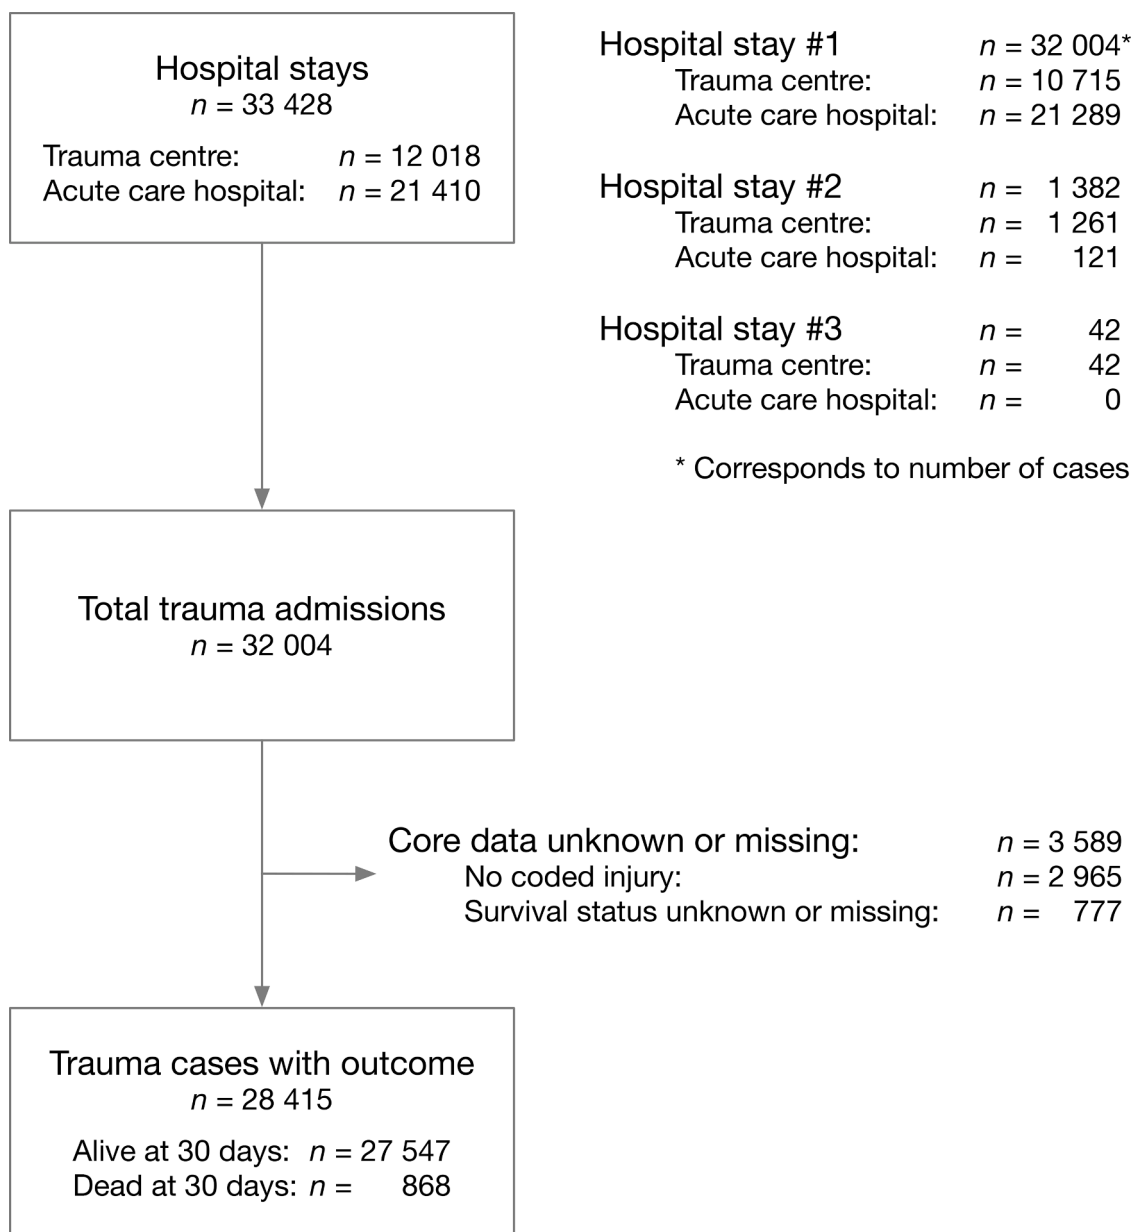 Hospital stays
n = 33 428
Trauma centre: n = 12 018
Acute care hospital: n = 21 410
Hospital stay #1 n = 32 004*
Trauma centre: n = 10 715
Acute care hospital: n = 21 289
Hospital stay #2 n = 1 382
Trauma centre: n = 1 261
Acute care hospital: n = 121
Hospital stay #3 n = 42
Trauma centre: n = 42
Acute care hospital: n = 0
* Corresponds to number of cases
Total trauma admissions
n = 32 004
Core data unknown or missing: n = 3 589
No coded injury: n = 2 965
Survival status unknown or missing: n = 777
Trauma cases with outcome
n = 28 415
Alive at 30 days: n = 27 547
Dead at 30 days: n = 868